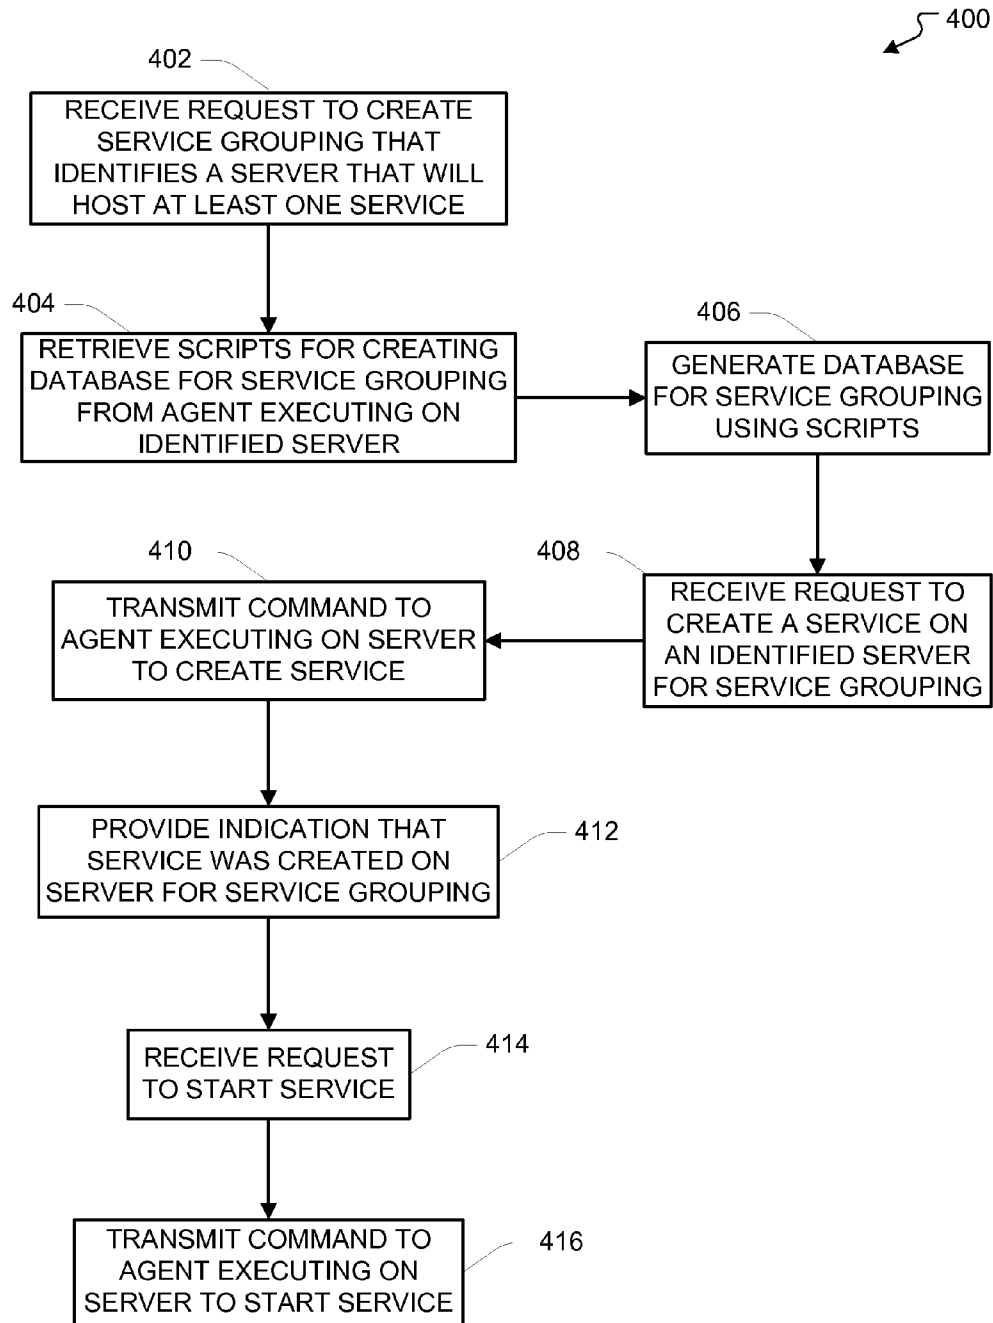 400
402
RECEIVE REQUEST TO CREATE
SERVICE GROUPING THAT
IDENTIFIES A SERVER THAT WILL
HOST AT LEAST ONE SERVICE
404
RETRIEVE SCRIPTS FOR CREATING
DATABASE FOR SERVICE GROUPING
FROM AGENT EXECUTING ON
IDENTIFIED SERVER
406
GENERATE DATABASE
FOR SERVICE GROUPING
USING SCRIPTS
408
RECEIVE REQUEST TO
CREATE A SERVICE ON
AN IDENTIFIED SERVER
FOR SERVICE GROUPING
410
TRANSMIT COMMAND TO
AGENT EXECUTING ON SERVER
TO CREATE SERVICE
412
PROVIDE INDICATION THAT
SERVICE WAS CREATED ON
SERVER FOR SERVICE GROUPING
414
RECEIVE REQUEST
TO START SERVICE
416
TRANSMIT COMMAND TO
AGENT EXECUTING ON
SERVER TO START SERVICE